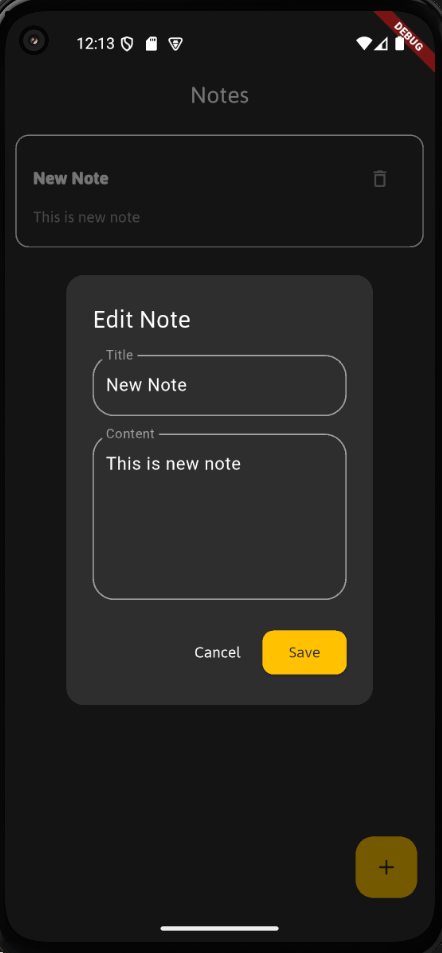 12:13
DEBUG
Notes
New Note
This is new note
Edit Note
Title
New Note
Content
This is new note
Cancel Save
+